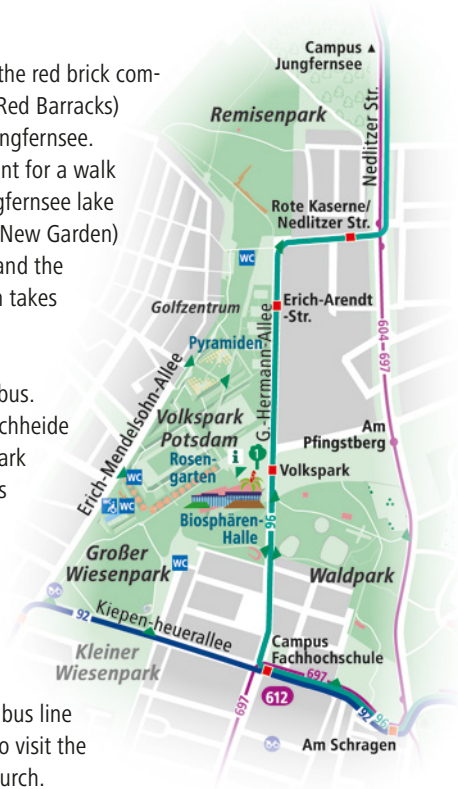 the red brick com-
Red Barracks)
ngfernsee.
nt for a walk
gfernsee lake
New Garden)
and the
n takes
bus.
chheide
ark
s
bus line
o visit the
urch.
Campus ▲
Jungfernsee
Nedlitzer Str.
Remisenpark
Rote Kaserne/
Nedlitzer Str.
WC
Golfzentrum
Erich-Arendt
-Str.
G.-Hermann-Allee
604 – 697
Pyramiden
Erich-Mendelsohn-Allee
Volkspark
Potsdam
Am
Pfingstberg
Rosen-
garten
i
1
Volkspark
WC
WC
WC
96
Biosphären-
Halle
Großer
Wiesenpark
WC
Waldpark
92
Kiepen-heuerallee
Kleiner
Wiesenpark
Campus
Fachhochschule
697
697
612
92
96
Am Schragen